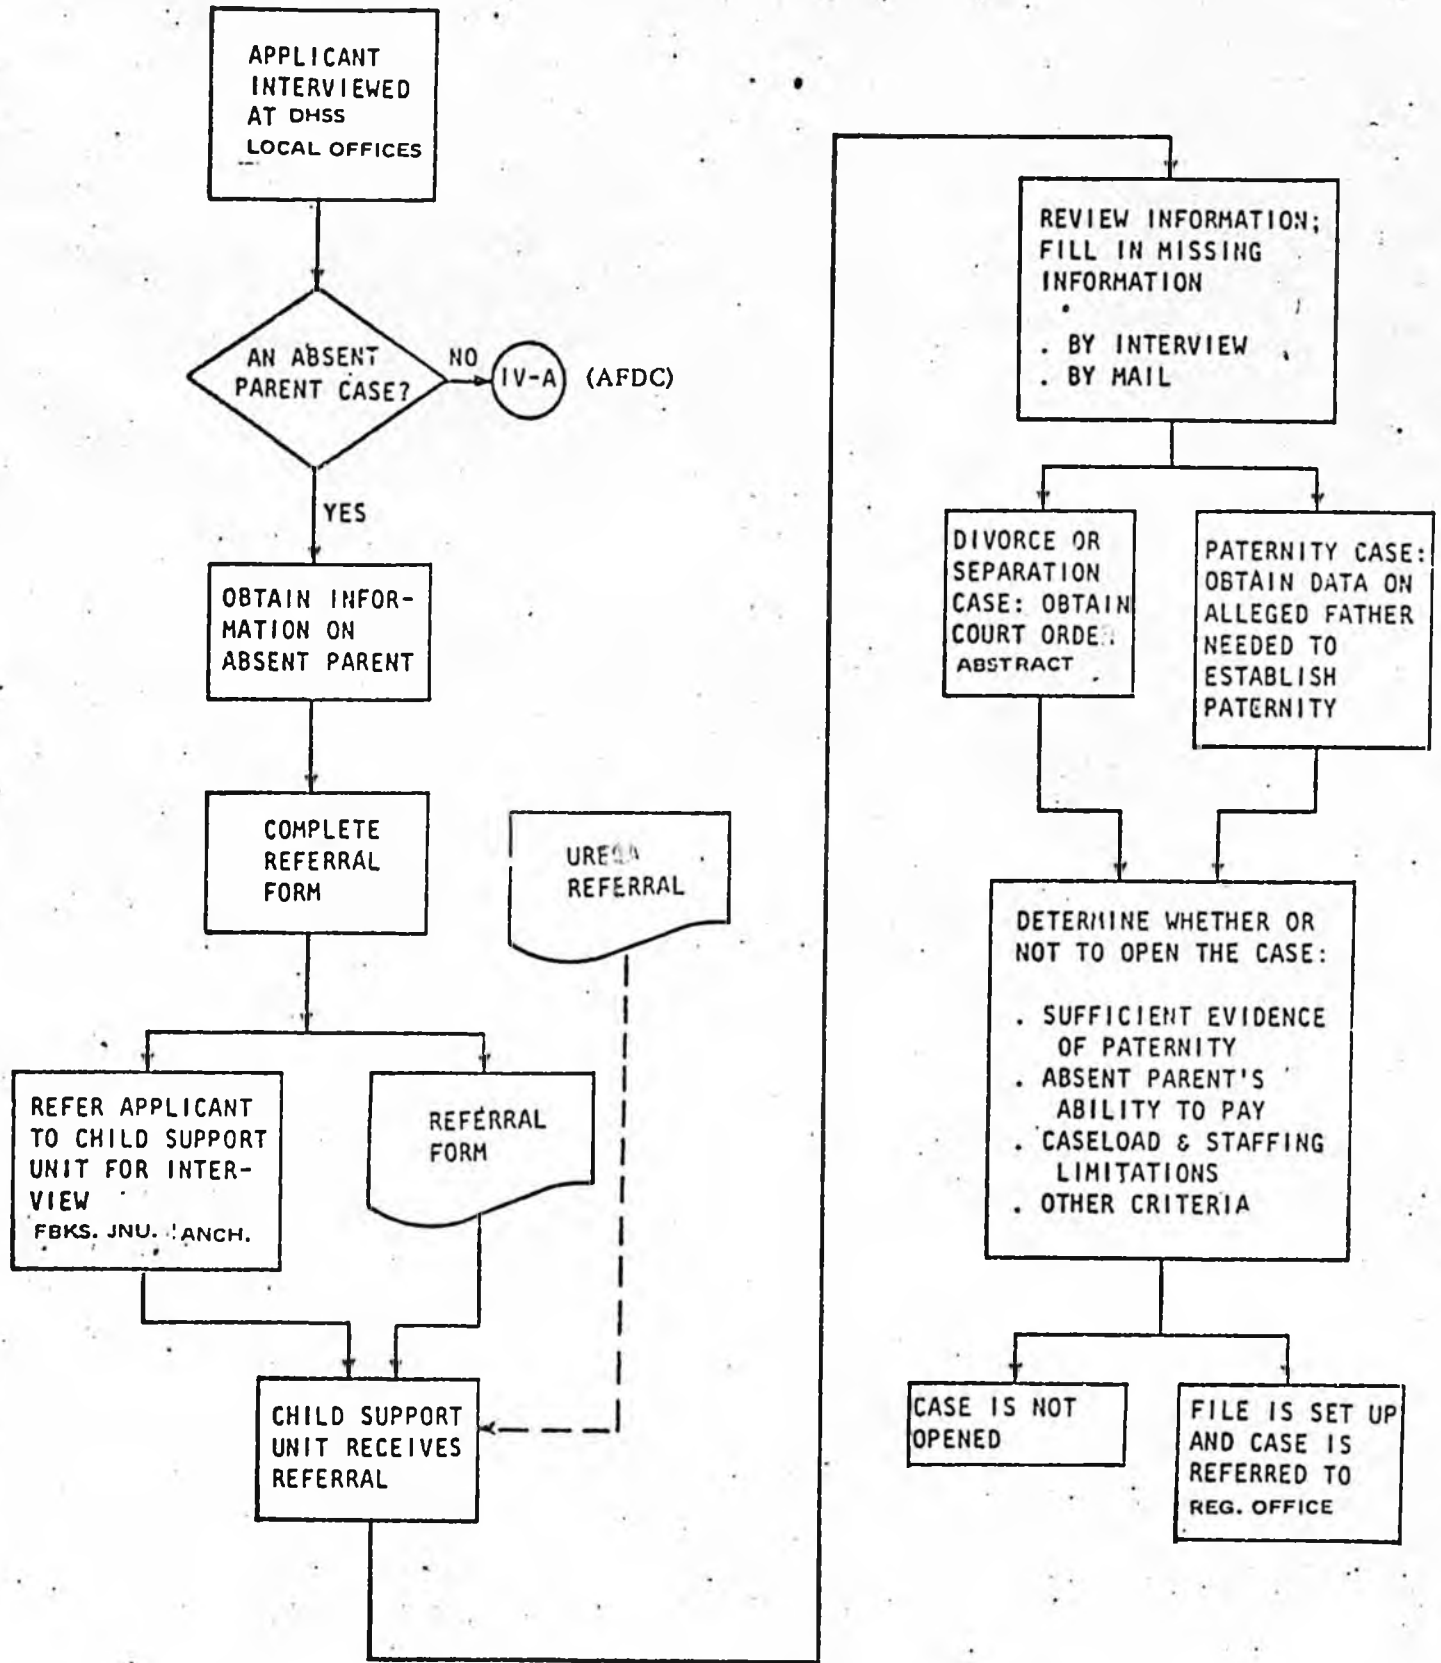 APPLICANT
INTERVIEWED
AT DHSS
LOCAL OFFICES
AN ABSENT
PARENT CASE?
NO
IV-A
(AFDC)
YES
OBTAIN INFOR-
MATION ON
ABSENT PARENT
COMPLETE
REFERRAL
FORM
REFERRAL
REFER APPLICANT
TO CHILD SUPPORT
UNIT FOR INTER-
VIEW
FBKS. JNU. ANCH.
REFERRAL
FORM
CHILD SUPPORT
UNIT RECEIVES
REFERRAL
REVIEW INFORMATION;
FILL IN MISSING
INFORMATION
. BY INTERVIEW
. BY MAIL
DIVORCE OR
SEPARATION
CASE: OBTAIN
COURT
ABSTRACT
PATERNITY CASE:
OBTAIN DATA ON
ALLEGED FATHER
NEEDED TO
ESTABLISH
PATERNITY
DETERMINE WHETHER OR
NOT TO OPEN THE CASE:
. SUFFICIENT EVIDENCE
OF PATERNITY
. ABSENT PARENT'S
ABILITY TO PAY
. CASELOAD & STAFFING
LIMITATIONS
. OTHER CRITERIA
CASE IS NOT
OPENED
FILE IS SET UP
AND CASE IS
REFERRED TO
REG. OFFICE